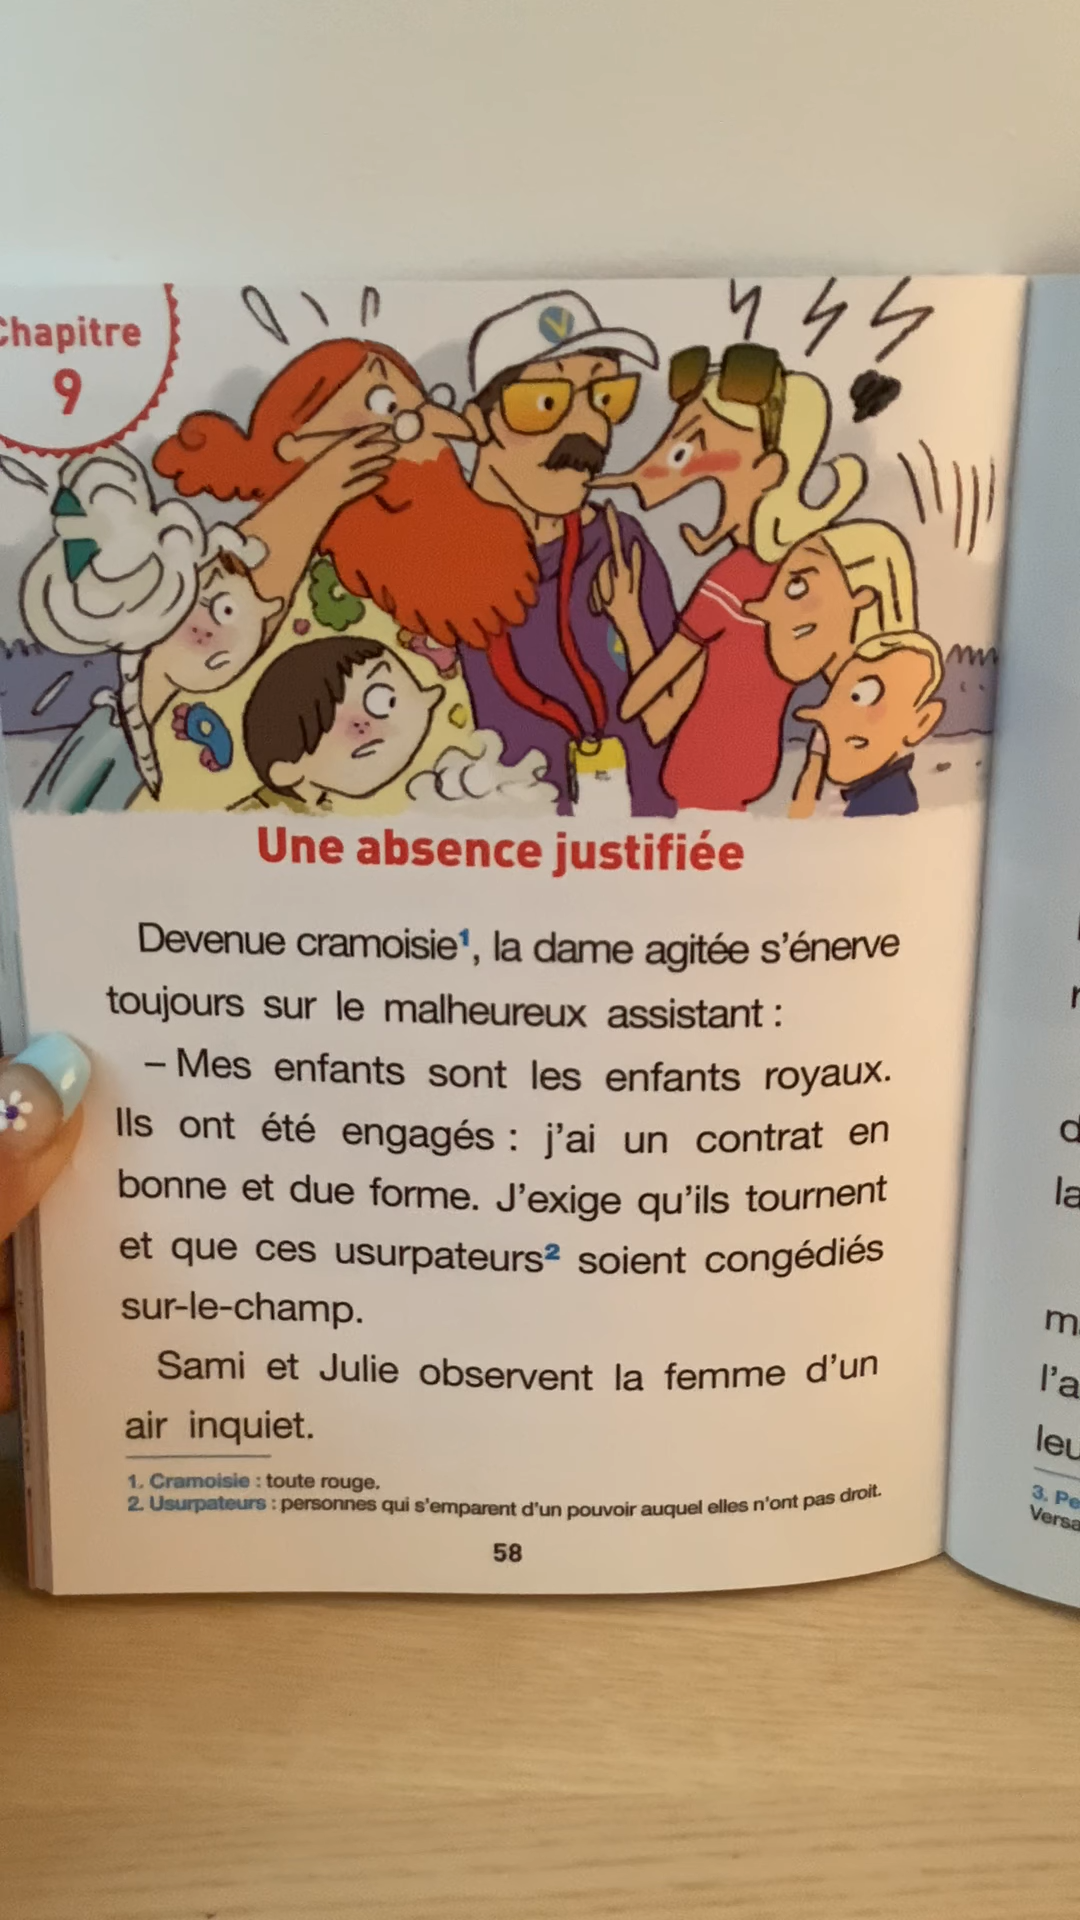 Chapitre
9
Une absence justifiée
Devenue cramoisie¹, la dame agitée s'énerve
toujours sur le malheureux assistant :
– Mes enfants sont les enfants royaux.
Ils ont été engagés : j'ai un contrat en
bonne et due forme. J'exige qu'ils tournent
et que ces usurpateurs² soient congédiés
sur-le-champ.
Sami et Julie observent la femme d'un
air inquiet.
1. Cramoisie : toute rouge.
2. Usurpateurs : personnes qui s'emparent d'un pouvoir auquel elles n'ont pas droit.
58